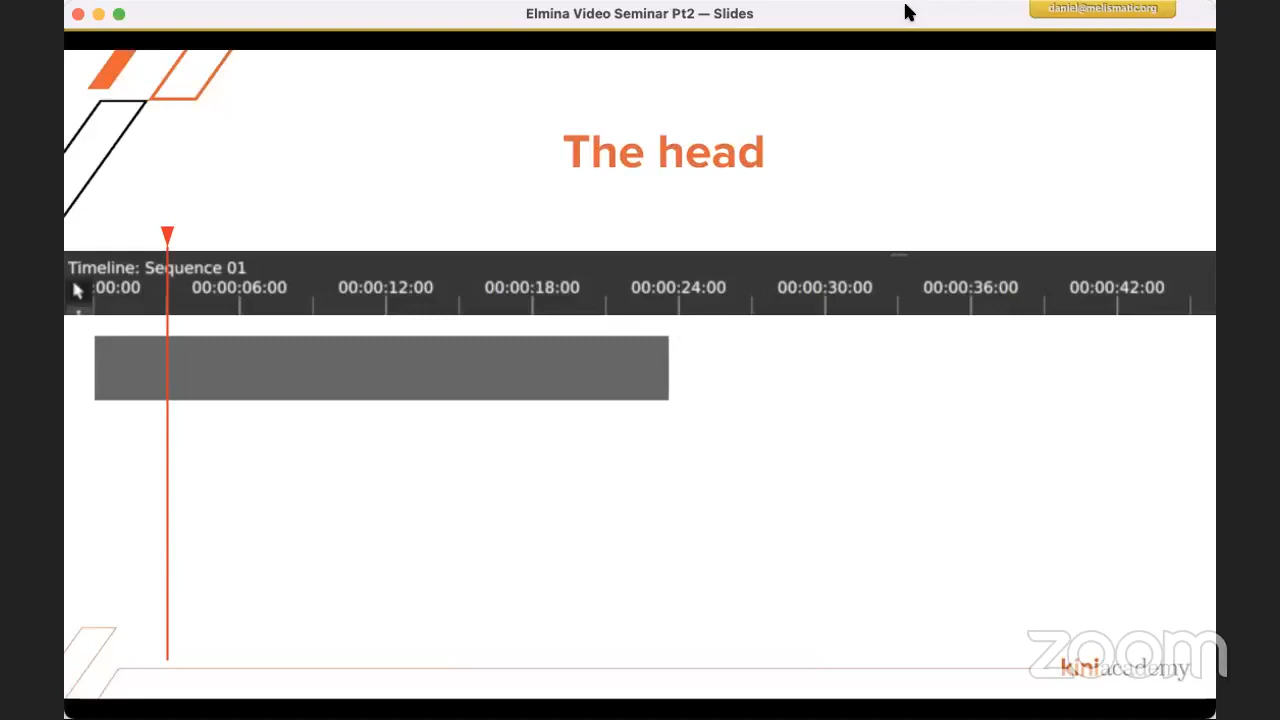 Elmina Video Seminar Pt2 — Slides
daniel@melismatic.org
The head
Timeline: Sequence 01
:00:00 00:00:06:00 00:00:12:00 00:00:18:00 00:00:24:00 00:00:30:00 00:00:36:00 00:00:42:00
zoom
kiniacademy